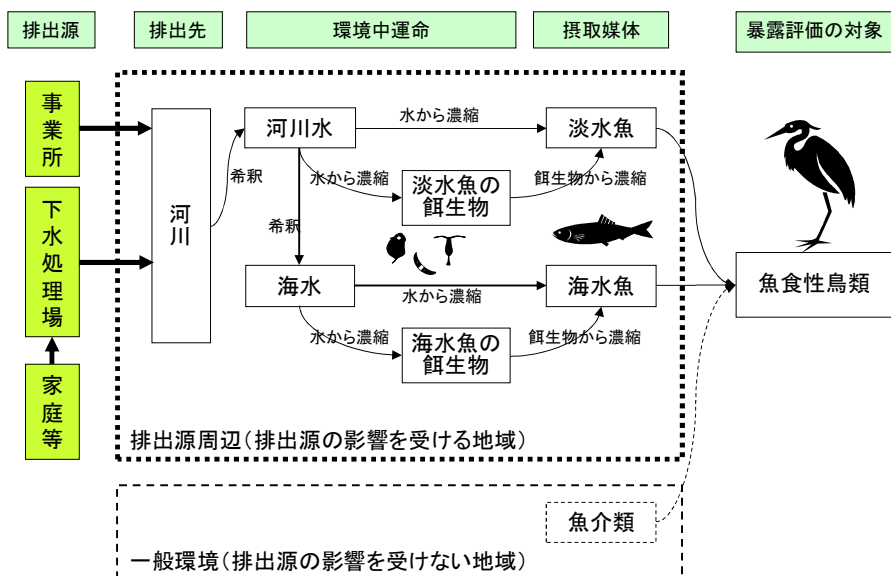 排出源
排出先
環境中運命
摂取媒体
暴露評価の対象
事業所
下水処理場
家庭等
河川
希釈
河川水
水から濃縮
淡水魚
水から濃縮
淡水魚の
餌生物
餌生物から濃縮
希釈
海水
水から濃縮
海水魚
水から濃縮
海水魚の
餌生物
餌生物から濃縮
魚食性鳥類
排出源周辺（排出源の影響を受ける地域）
魚介類
一般環境（排出源の影響を受けない地域）